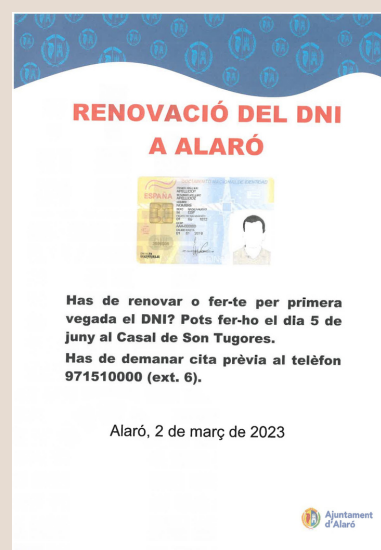 RENOVACIÓ DEL DNI
A ALARÓ
ESPAÑA
Has de renovar o fer-te per primera
vegada el DNI? Pots fer-ho el dia 5 de
juny al Casal de Son Tugores.
Has de demanar cita prèvia al telèfon
971510000 (ext. 6).
Alaró, 2 de març de 2023
Ajuntament
d'Alaró